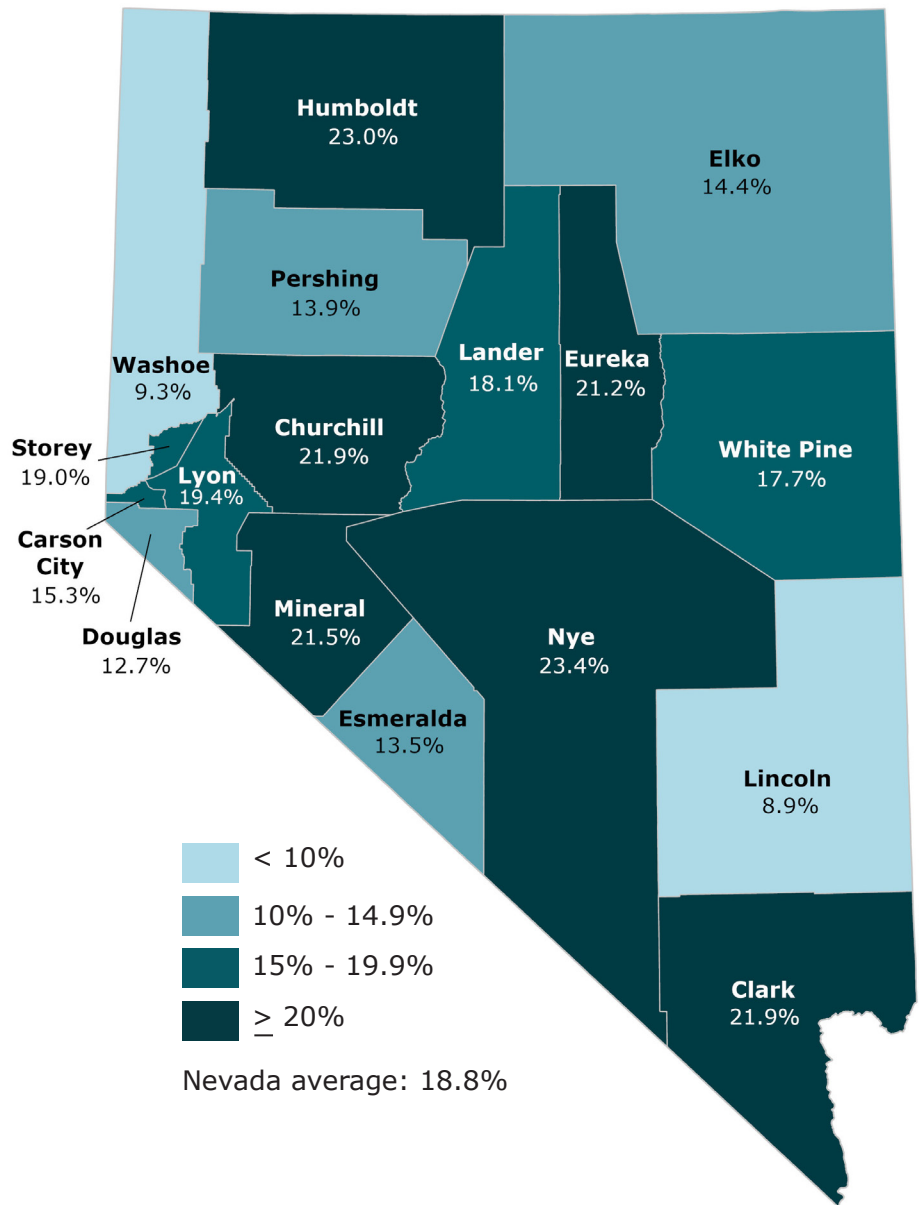 Humboldt
23.0%
Elko
14.4%
Pershing
13.9%
Washoe
9.3%
Lander
18.1%
Eureka
21.2%
Churchill
21.9%
Storey
19.0%
Lyon
19.4%
White Pine
17.7%
Carson
City
15.3%
Douglas
12.7%
Mineral
21.5%
Nye
23.4%
Esmeralda
13.5%
Lincoln
8.9%
< 10%
10% - 14.9%
15% - 19.9%
≥ 20%
Clark
21.9%
Nevada average: 18.8%